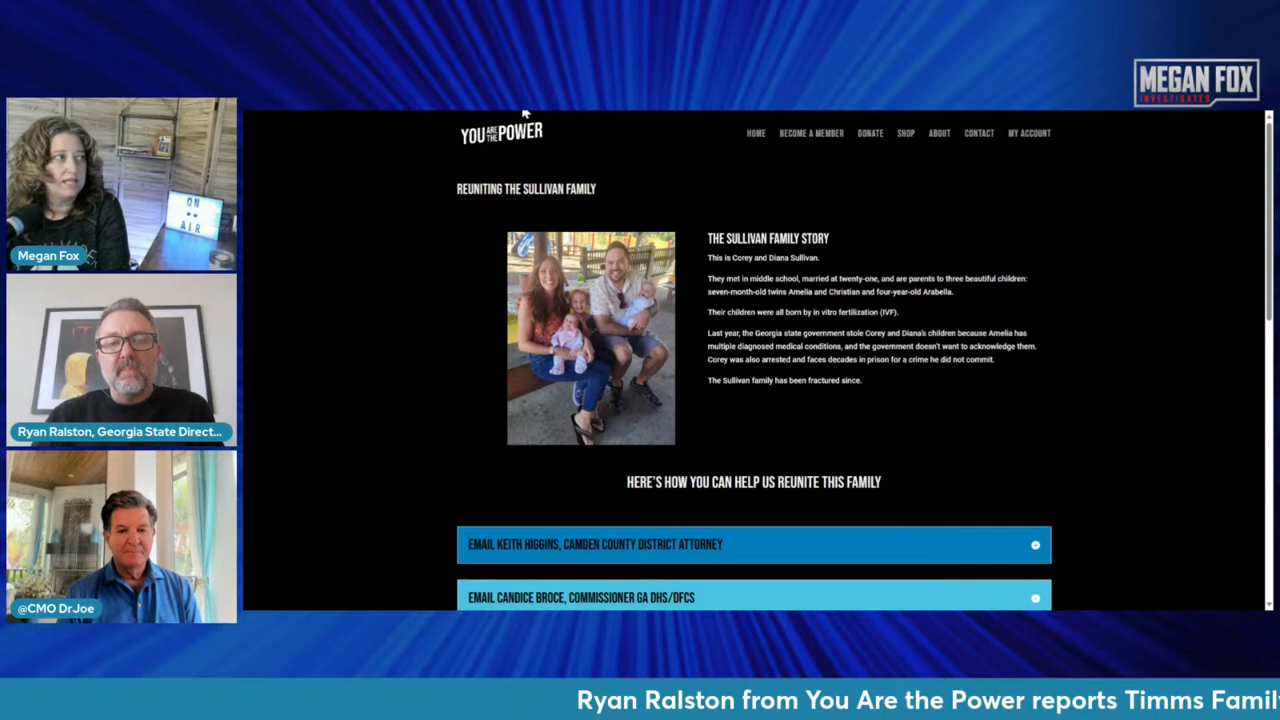 MEGAN FOX
INVESTIGATES
ON
AIR
Megan Fox
Ryan Ralston, Georgia State Direct...
@CMO DrJoe
YOU ARE THE POWER
HOME BECOME A MEMBER DONATE SHOP ABOUT CONTACT MY ACCOUNT
REUNITING THE SULLIVAN FAMILY
THE SULLIVAN FAMILY STORY
This is Corey and Diana Sullivan.
They met in middle school, married at twenty-one, and are parents to three beautiful children:
seven-month-old twins Amelia and Christian and four-year-old Arabella.
Their children were all born by in vitro fertilization (IVF).
Last year, the Georgia state government stole Corey and Diana's children because Amelia has
multiple diagnosed medical conditions, and the government doesn't want to acknowledge them.
Corey was also arrested and faces decades in prison for a crime he did not commit.
The Sullivan family has been fractured since.
HERE'S HOW YOU CAN HELP US REUNITE THIS FAMILY
EMAIL KEITH HIGGINS, CAMDEN COUNTY DISTRICT ATTORNEY
EMAIL CANDICE BROCE, COMMISSIONER GA DHS/DFCS
Ryan Ralston from You Are the Power reports Timms Famil